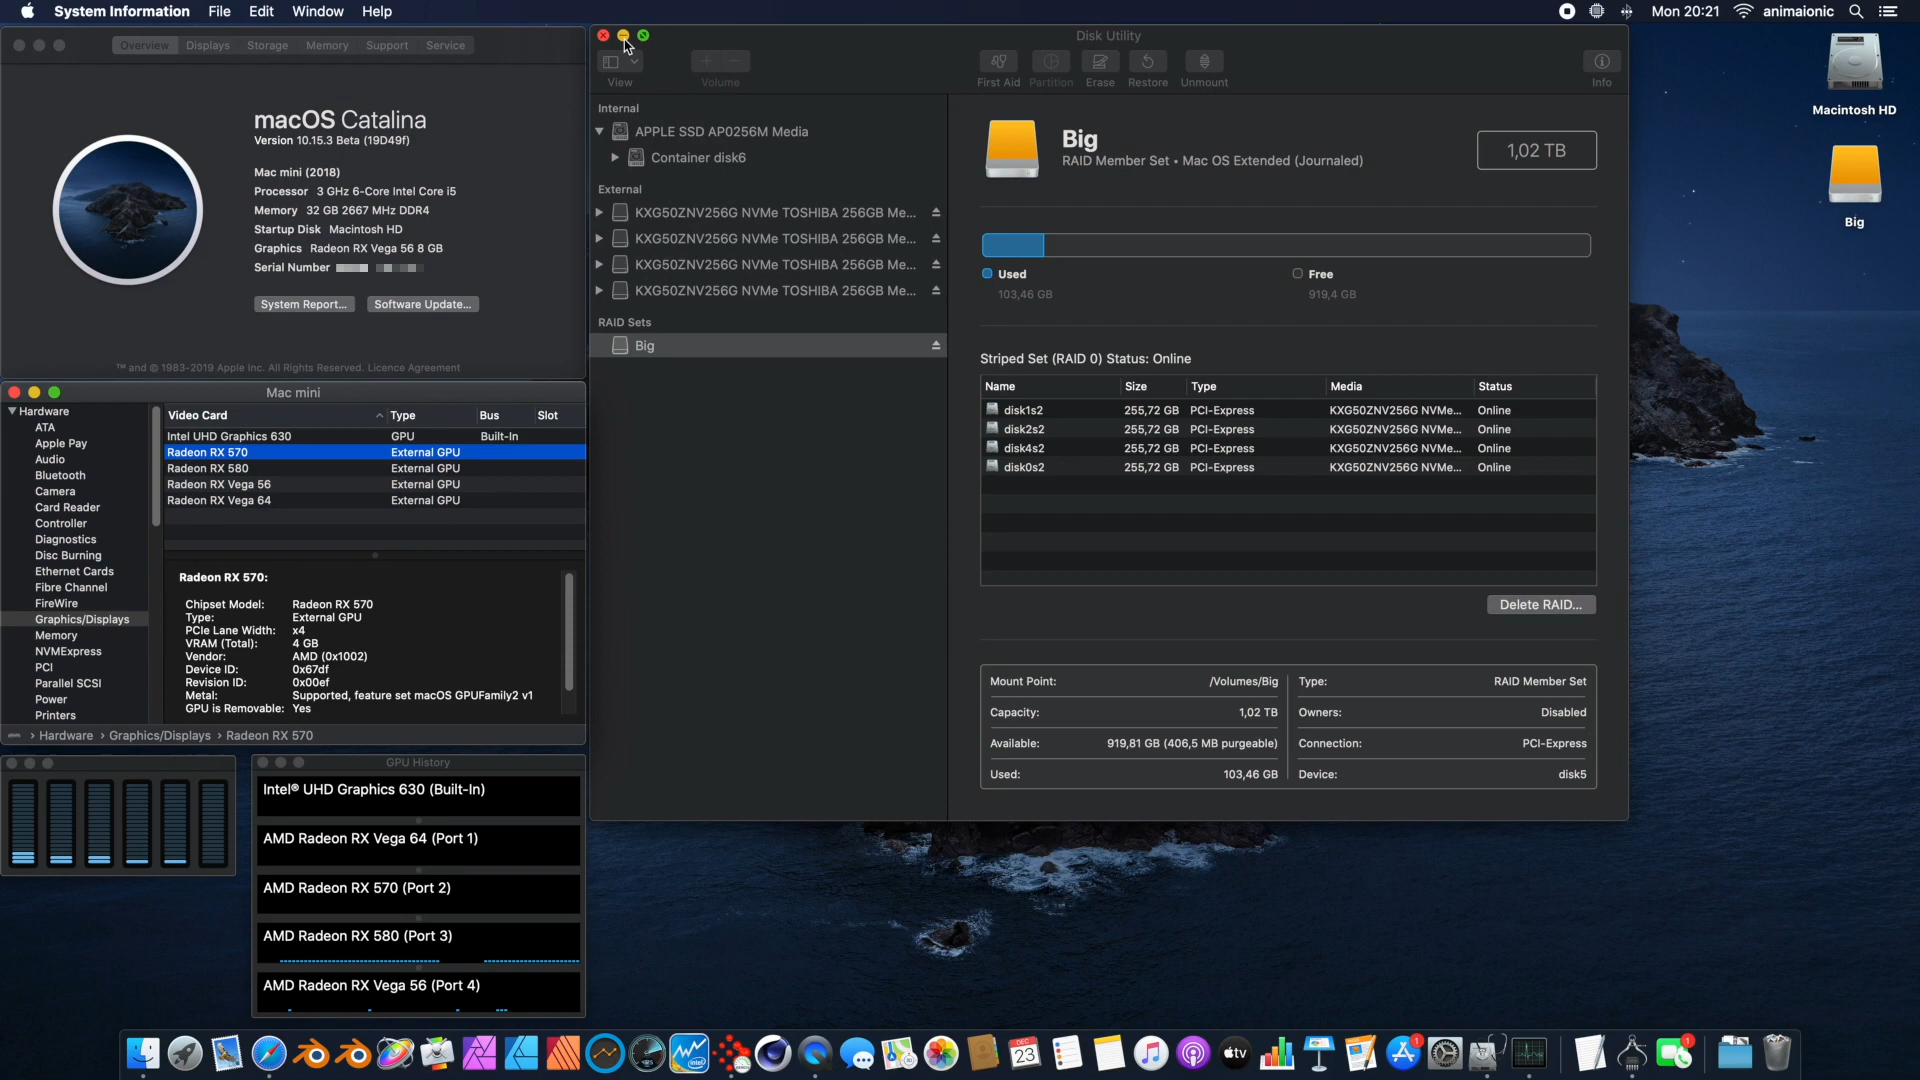 System Information File Edit Window Help
Mon 20:21 animaionic
Overview Displays Storage Memory Support Service
macOS Catalina
Version 10.15.3 Beta (19D49f)
Mac mini (2018)
Processor 3 GHz 6-Core Intel Core i5
Memory 32 GB 2667 MHz DDR4
Startup Disk Macintosh HD
Graphics Radeon RX Vega 56 8 GB
Serial Number
System Report... Software Update...
™ and © 1983-2019 Apple Inc. All Rights Reserved. Licence Agreement
Mac mini
Hardware
ATA
Apple Pay
Audio
Bluetooth
Camera
Card Reader
Controller
Diagnostics
Disc Burning
Ethernet Cards
Fibre Channel
FireWire
Graphics/Displays
Memory
NVMExpress
PCI
Parallel SCSI
Power
Printers
Video Card Type Bus Slot
Intel UHD Graphics 630 GPU Built-In
Radeon RX 570 External GPU
Radeon RX 580 External GPU
Radeon RX Vega 56 External GPU
Radeon RX Vega 64 External GPU
Radeon RX 570:
Chipset Model: Radeon RX 570
Type: External GPU
PCIe Lane Width: x4
VRAM (Total): 4 GB
Vendor: AMD (0x1002)
Device ID: 0x67df
Revision ID: 0x00ef
Metal: Supported, feature set macOS GPUFamily2 v1
GPU is Removable: Yes
› Hardware › Graphics/Displays › Radeon RX 570
GPU History
Intel® UHD Graphics 630 (Built-In)
AMD Radeon RX Vega 64 (Port 1)
AMD Radeon RX 570 (Port 2)
AMD Radeon RX 580 (Port 3)
AMD Radeon RX Vega 56 (Port 4)
Disk Utility
View Volume First Aid Partition Erase Restore Unmount Info
Internal
APPLE SSD AP0256M Media
Container disk6
External
KXG50ZNV256G NVMe TOSHIBA 256GB Me...
KXG50ZNV256G NVMe TOSHIBA 256GB Me...
KXG50ZNV256G NVMe TOSHIBA 256GB Me...
KXG50ZNV256G NVMe TOSHIBA 256GB Me...
RAID Sets
Big
Big
RAID Member Set • Mac OS Extended (Journaled)
1,02 TB
Used Free
103,46 GB 919,4 GB
Striped Set (RAID 0) Status: Online
Name Size Type Media Status
disk1s2 255,72 GB PCI-Express KXG50ZNV256G NVMe... Online
disk2s2 255,72 GB PCI-Express KXG50ZNV256G NVMe... Online
disk4s2 255,72 GB PCI-Express KXG50ZNV256G NVMe... Online
disk0s2 255,72 GB PCI-Express KXG50ZNV256G NVMe... Online
Delete RAID...
Mount Point: /Volumes/Big Type: RAID Member Set
Capacity: 1,02 TB Owners: Disabled
Available: 919,81 GB (406,5 MB purgeable) Connection: PCI-Express
Used: 103,46 GB Device: disk5
Macintosh HD
Big
intel
DEC
23
tv
1
1